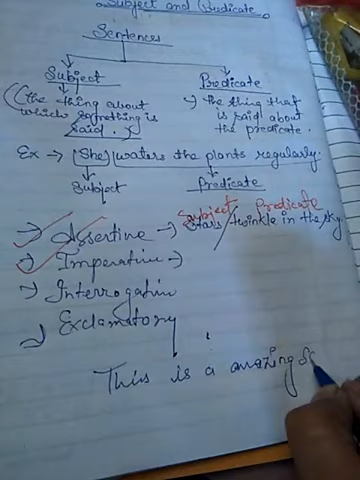 Subject and Predicate
Sentences
Subject
Predicate
(the thing about
which something is
said.)
→ the thing that
is said about
the predicate.
Ex → (She) waters the plants regularly.
Subject
Predicate
Subject Predicate
→ Assertive → Stars / twinkle in the sky.
→ Imperative →
→ Interrogative
→ Exclamatory
This is a amazing